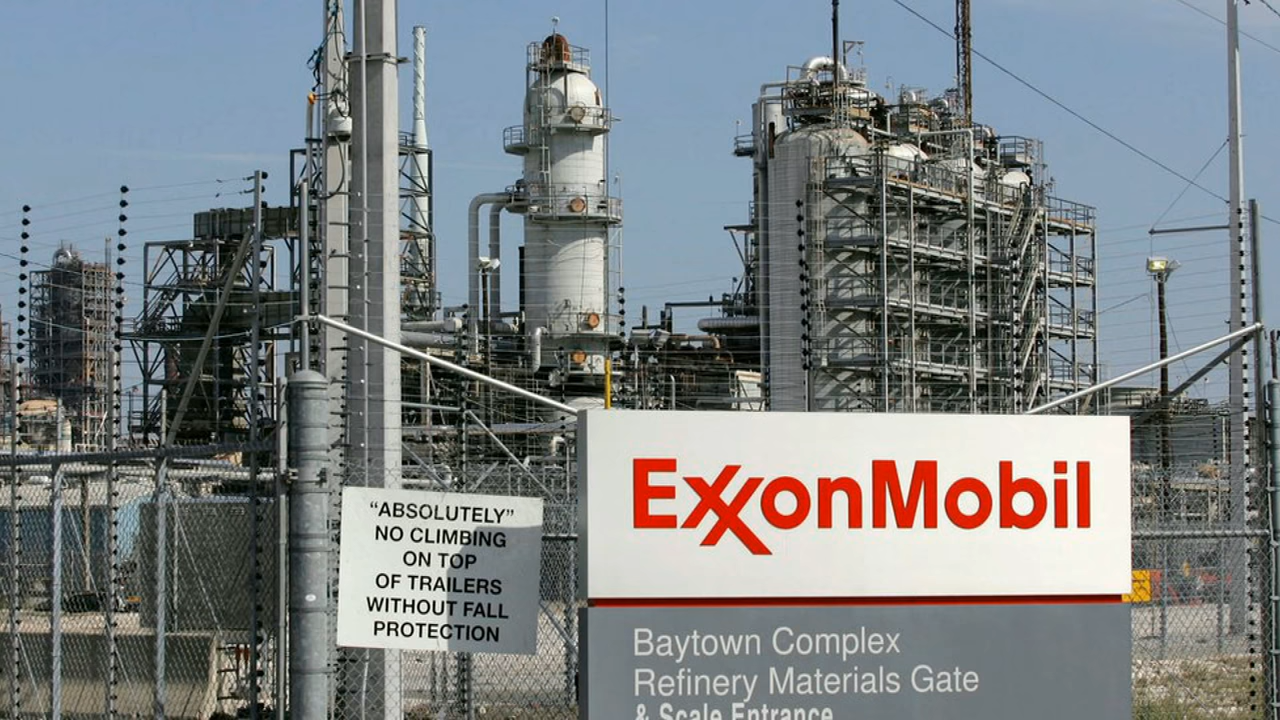 "ABSOLUTELY"
NO CLIMBING
ON TOP
OF TRAILERS
WITHOUT FALL
PROTECTION
ExxonMobil
Baytown Complex
Refinery Materials Gate
& Scale Entrance